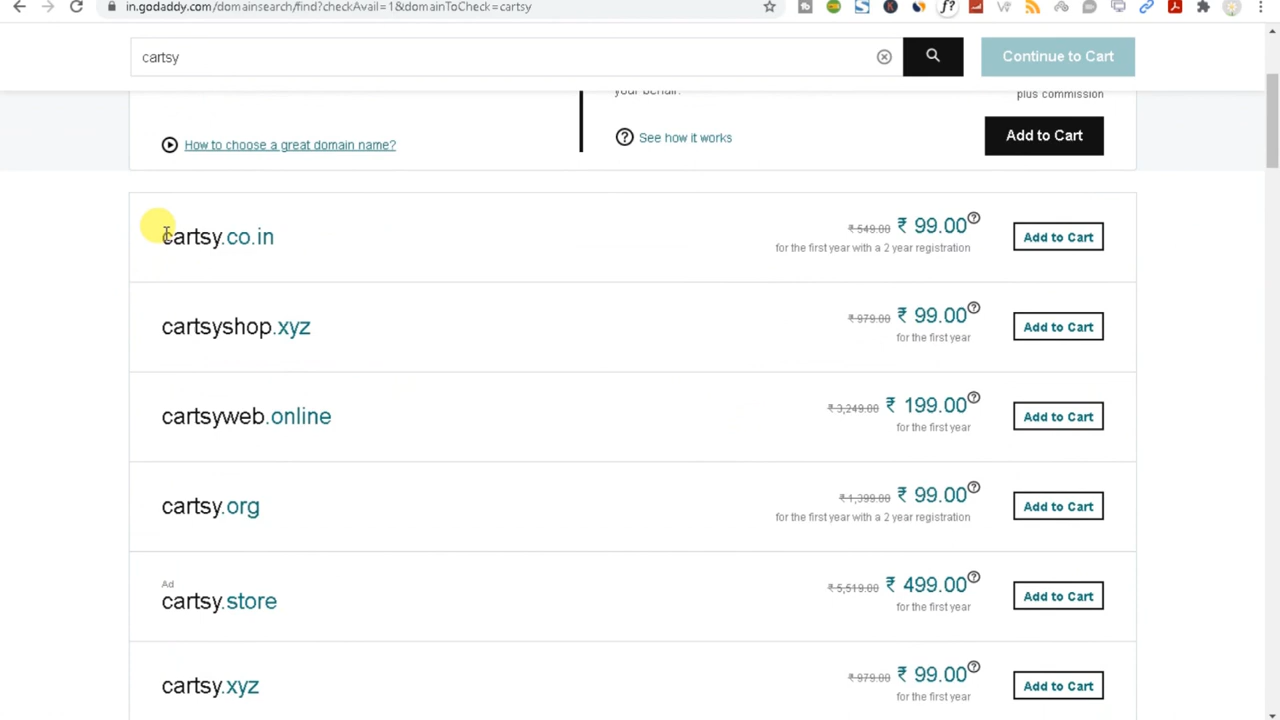 in.godaddy.com/domainsearch/find?checkAvail=1&domainToCheck=cartsy
cartsy
Continue to Cart
your behalf.
plus commission
How to choose a great domain name?
See how it works
Add to Cart
cartsy.co.in
₹ 549.00 ₹ 99.00
for the first year with a 2 year registration
Add to Cart
cartsyshop.xyz
₹ 979.00 ₹ 99.00
for the first year
Add to Cart
cartsyweb.online
₹ 3,249.00 ₹ 199.00
for the first year
Add to Cart
cartsy.org
₹ 1,399.00 ₹ 99.00
for the first year with a 2 year registration
Add to Cart
Ad
cartsy.store
₹ 5,519.00 ₹ 499.00
for the first year
Add to Cart
cartsy.xyz
₹ 979.00 ₹ 99.00
for the first year
Add to Cart